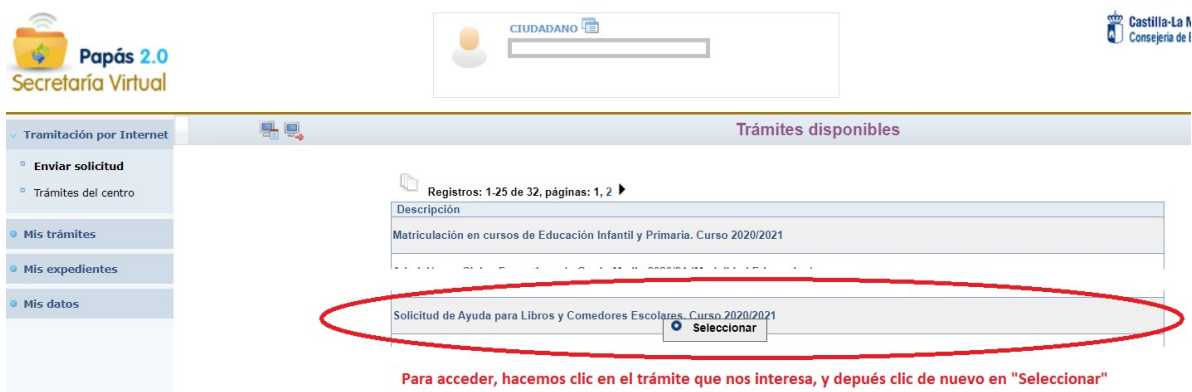 Papás 2.0
Secretaría Virtual
CIUDADANO
Castilla-La
Consejería de
Tramitación por Internet
Enviar solicitud
Trámites del centro
Mis trámites
Mis expedientes
Mis datos
Trámites disponibles
Registros: 1-25 de 32, páginas: 1, 2
Descripción
Matriculación en cursos de Educación Infantil y Primaria. Curso 2020/2021
Solicitud de Ayuda para Libros y Comedores Escolares. Curso 2020/2021
Seleccionar
Para acceder, hacemos clic en el trámite que nos interesa, y depués clic de nuevo en "Seleccionar"